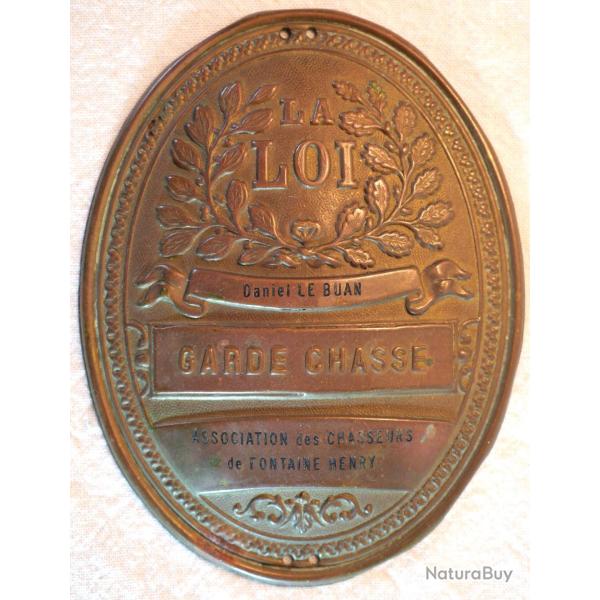 LA
LOI
Daniel LE BUAN
GARDE CHASSE
ASSOCIATION des CHASSEURS
de FONTAINE HENRY
NaturaBuy